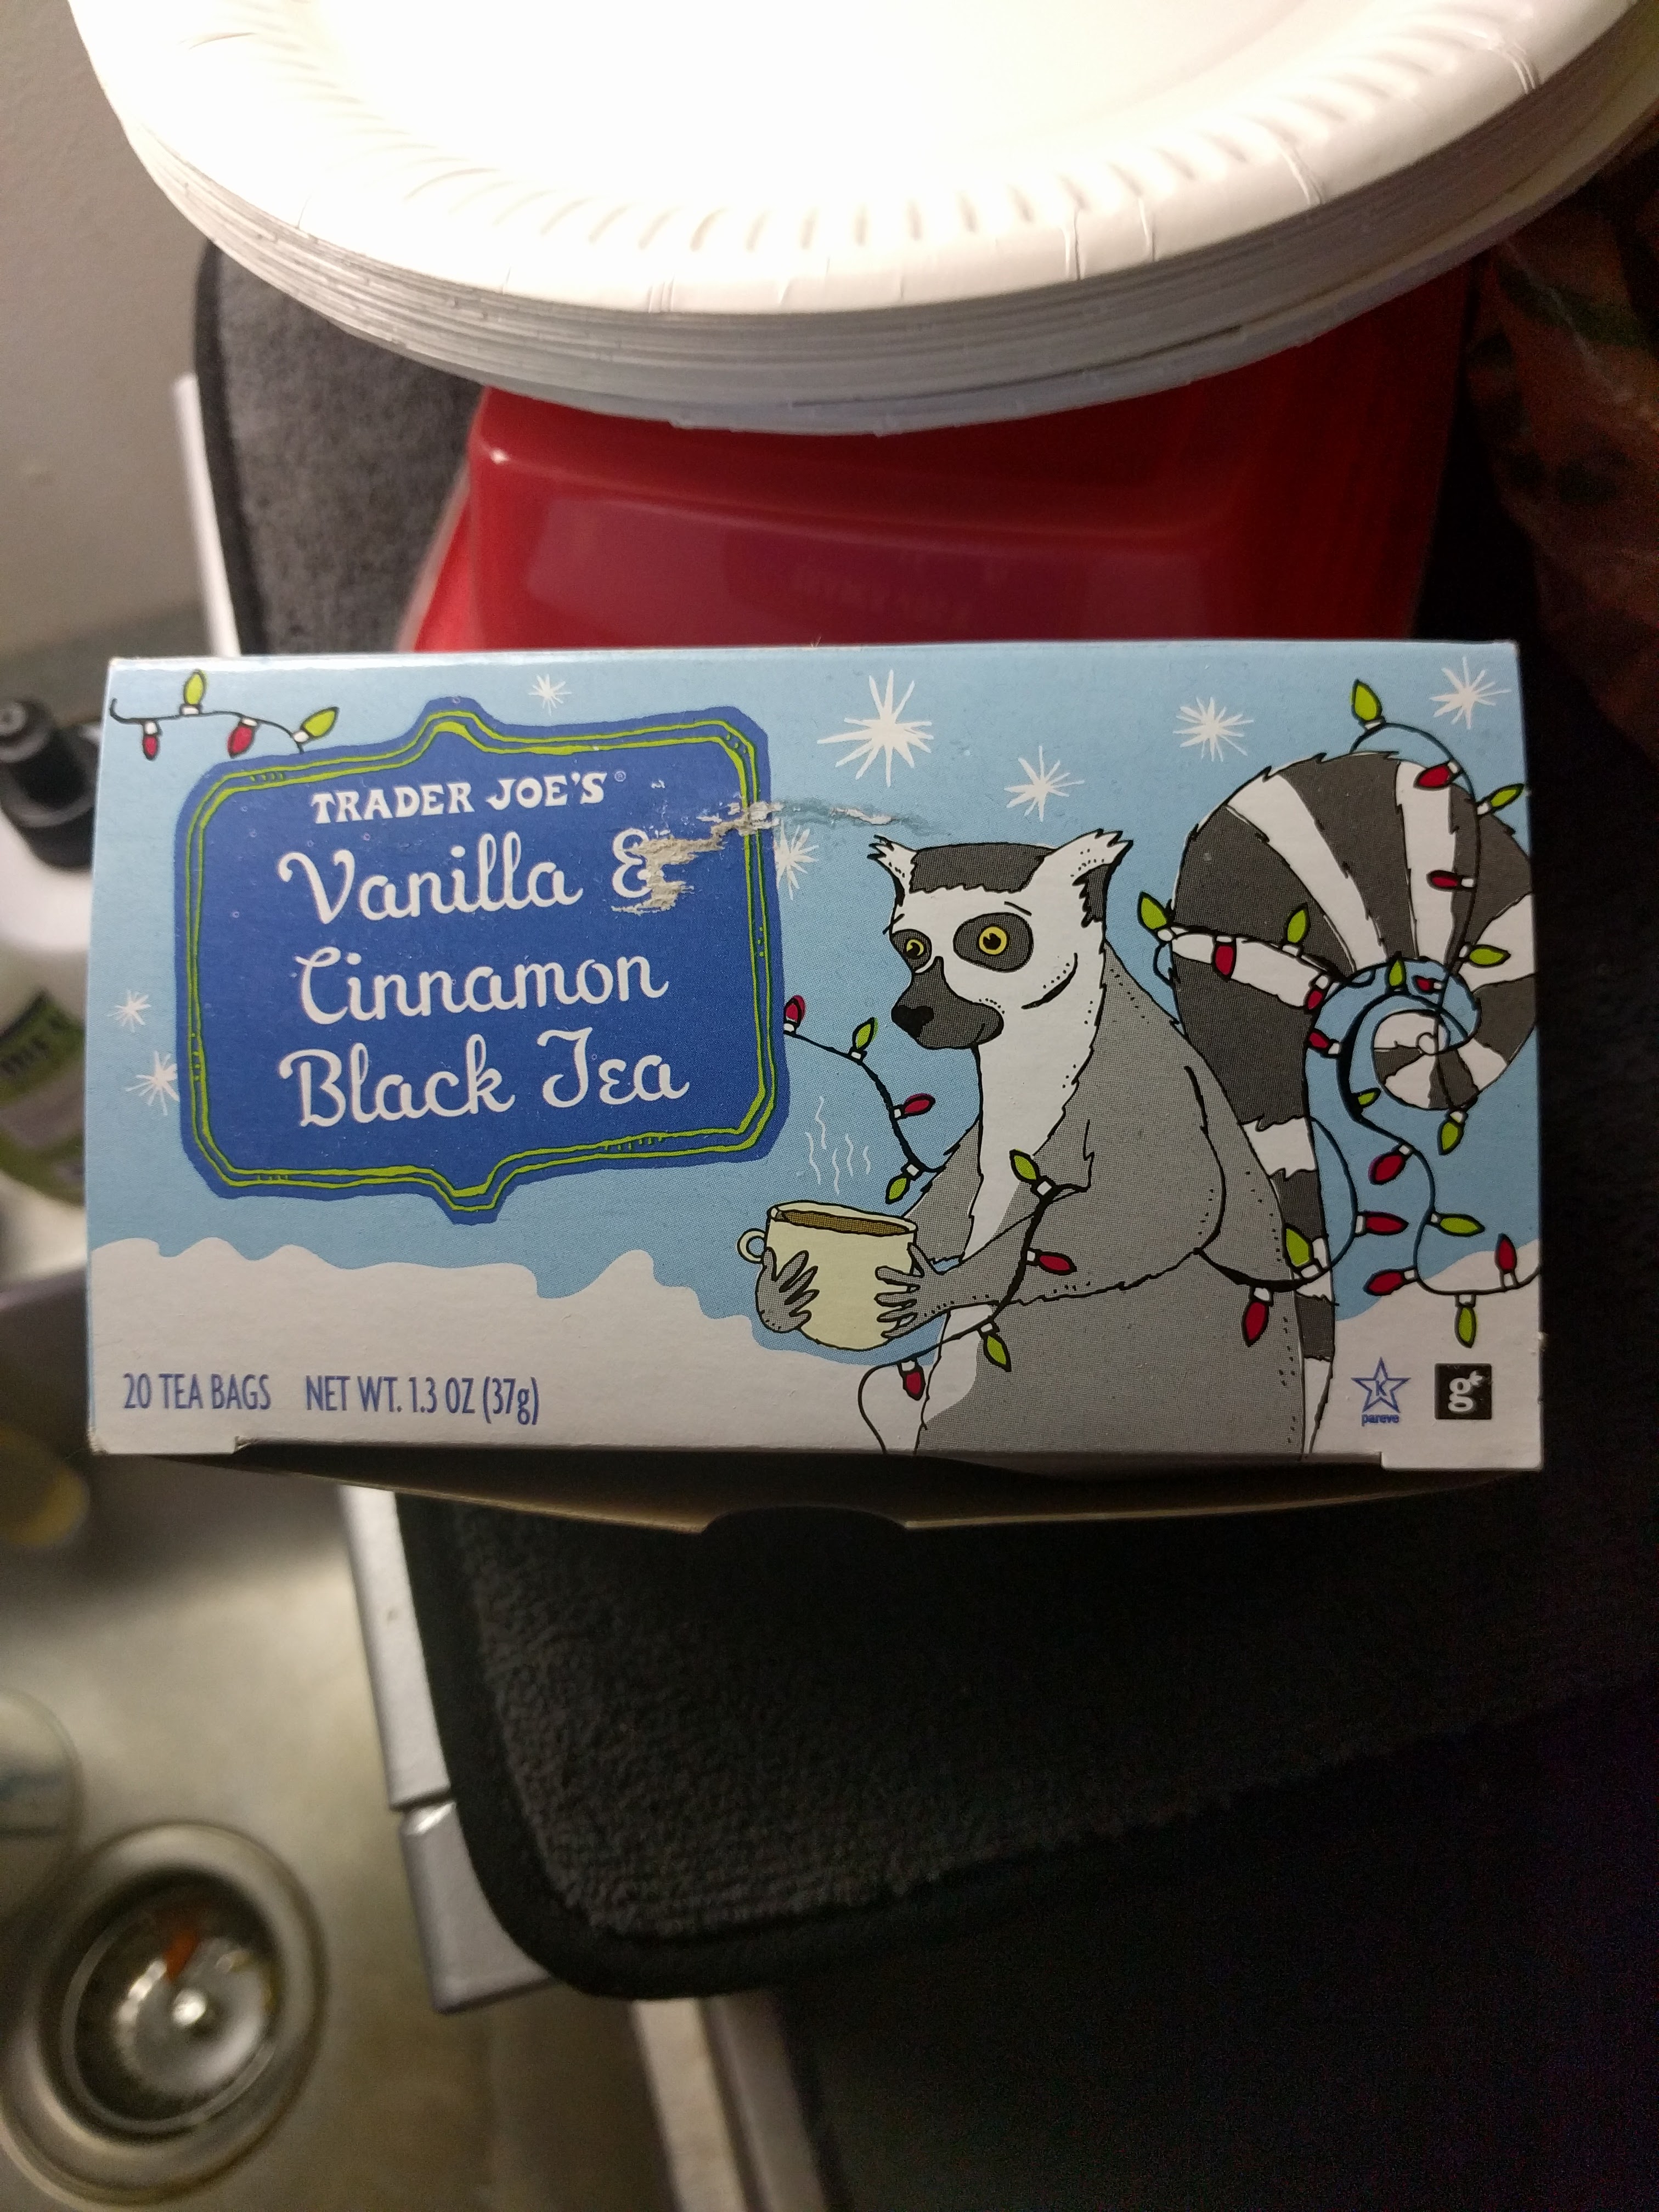 TRADER JOE'S®
Vanilla &
Cinnamon
Black Tea
20 TEA BAGS NET WT. 1.3 OZ (37g)
K
pareve
g